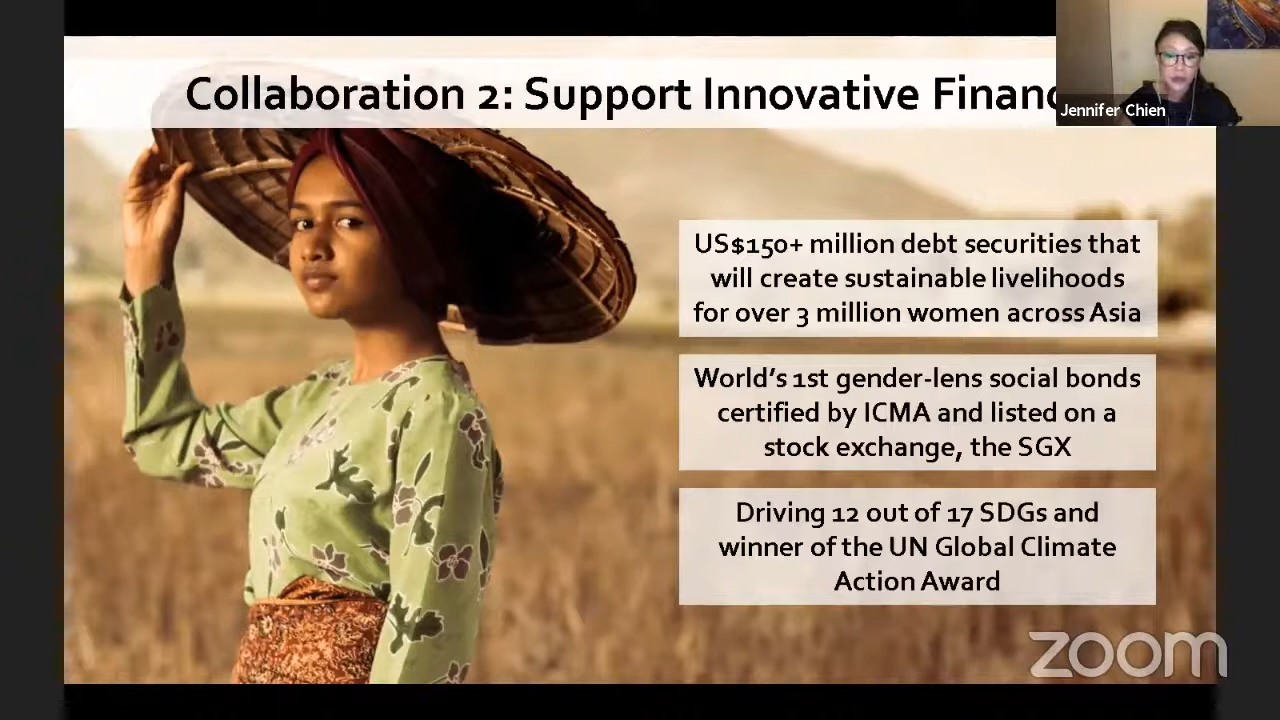 Collaboration 2: Support Innovative
Jennifer Chien
US$150+ million debt securities that
will create sustainable livelihoods
for over 3 million women across Asia
World's 1st gender-lens social bonds
certified by ICMA and listed on a
stock exchange, the SGX
Driving 12 out of 17 SDGs and
winner of the UN Global Climate
Action Award
zoom